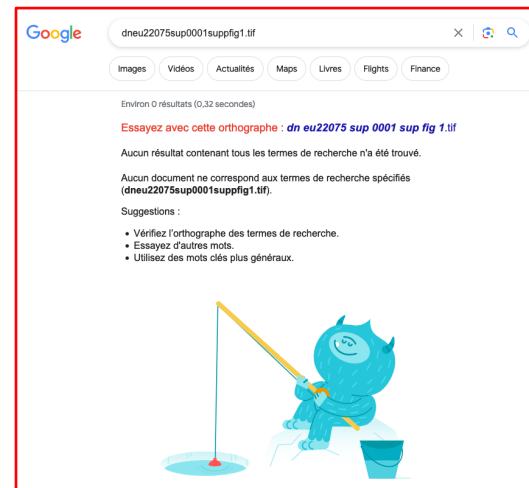 Google
dneu22075sup0001suppfig1.tif
Images Vidéos Actualités Maps Livres Flights Finance
Environ 0 résultats (0,32 secondes)
Essayez avec cette orthographe : dn eu22075 sup 0001 sup fig 1.tif
Aucun résultat contenant tous les termes de recherche n'a été trouvé.
Aucun document ne correspond aux termes de recherche spécifiés
(dneu22075sup0001suppfig1.tif).
Suggestions :
• Vérifiez l'orthographe des termes de recherche.
• Essayez d'autres mots.
• Utilisez des mots clés plus généraux.